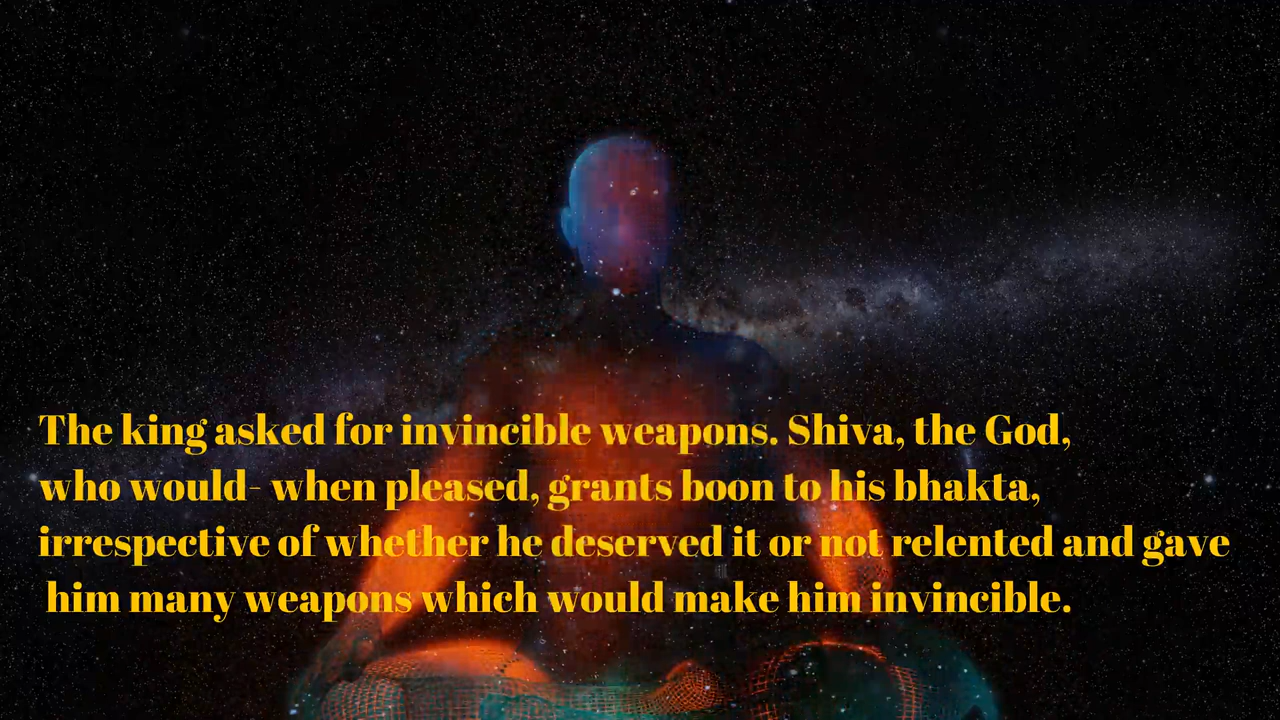 The king asked for invincible weapons. Shiva, the God,
who would- when pleased, grants boon to his bhakta,
irrespective of whether he deserved it or not relented and gave
him many weapons which would make him invincible.